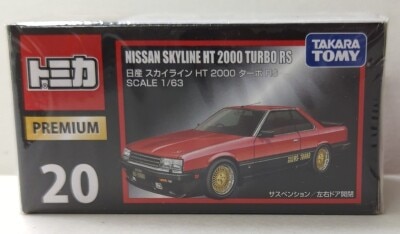 トミカ
PREMIUM
20
NISSAN SKYLINE HT 2000 TURBO RS
日産 スカイライン HT 2000 ターボ RS
SCALE 1/63
TAKARA
TOMY
サスペンション／左右ドア開閉